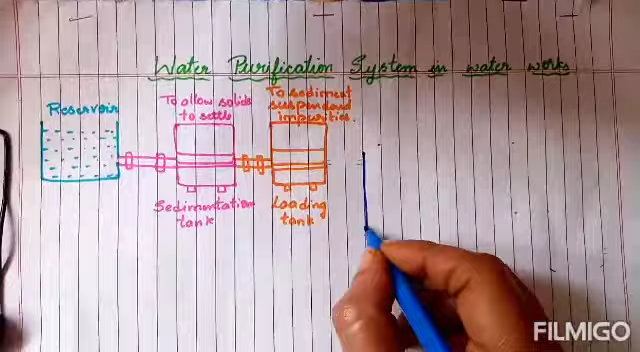 Water Purification System in water works
Reservoir
To allow solids
to settle
To sediment
suspendand
impurities.
Sedimentation
tank
Loading
tank
FILMIGO